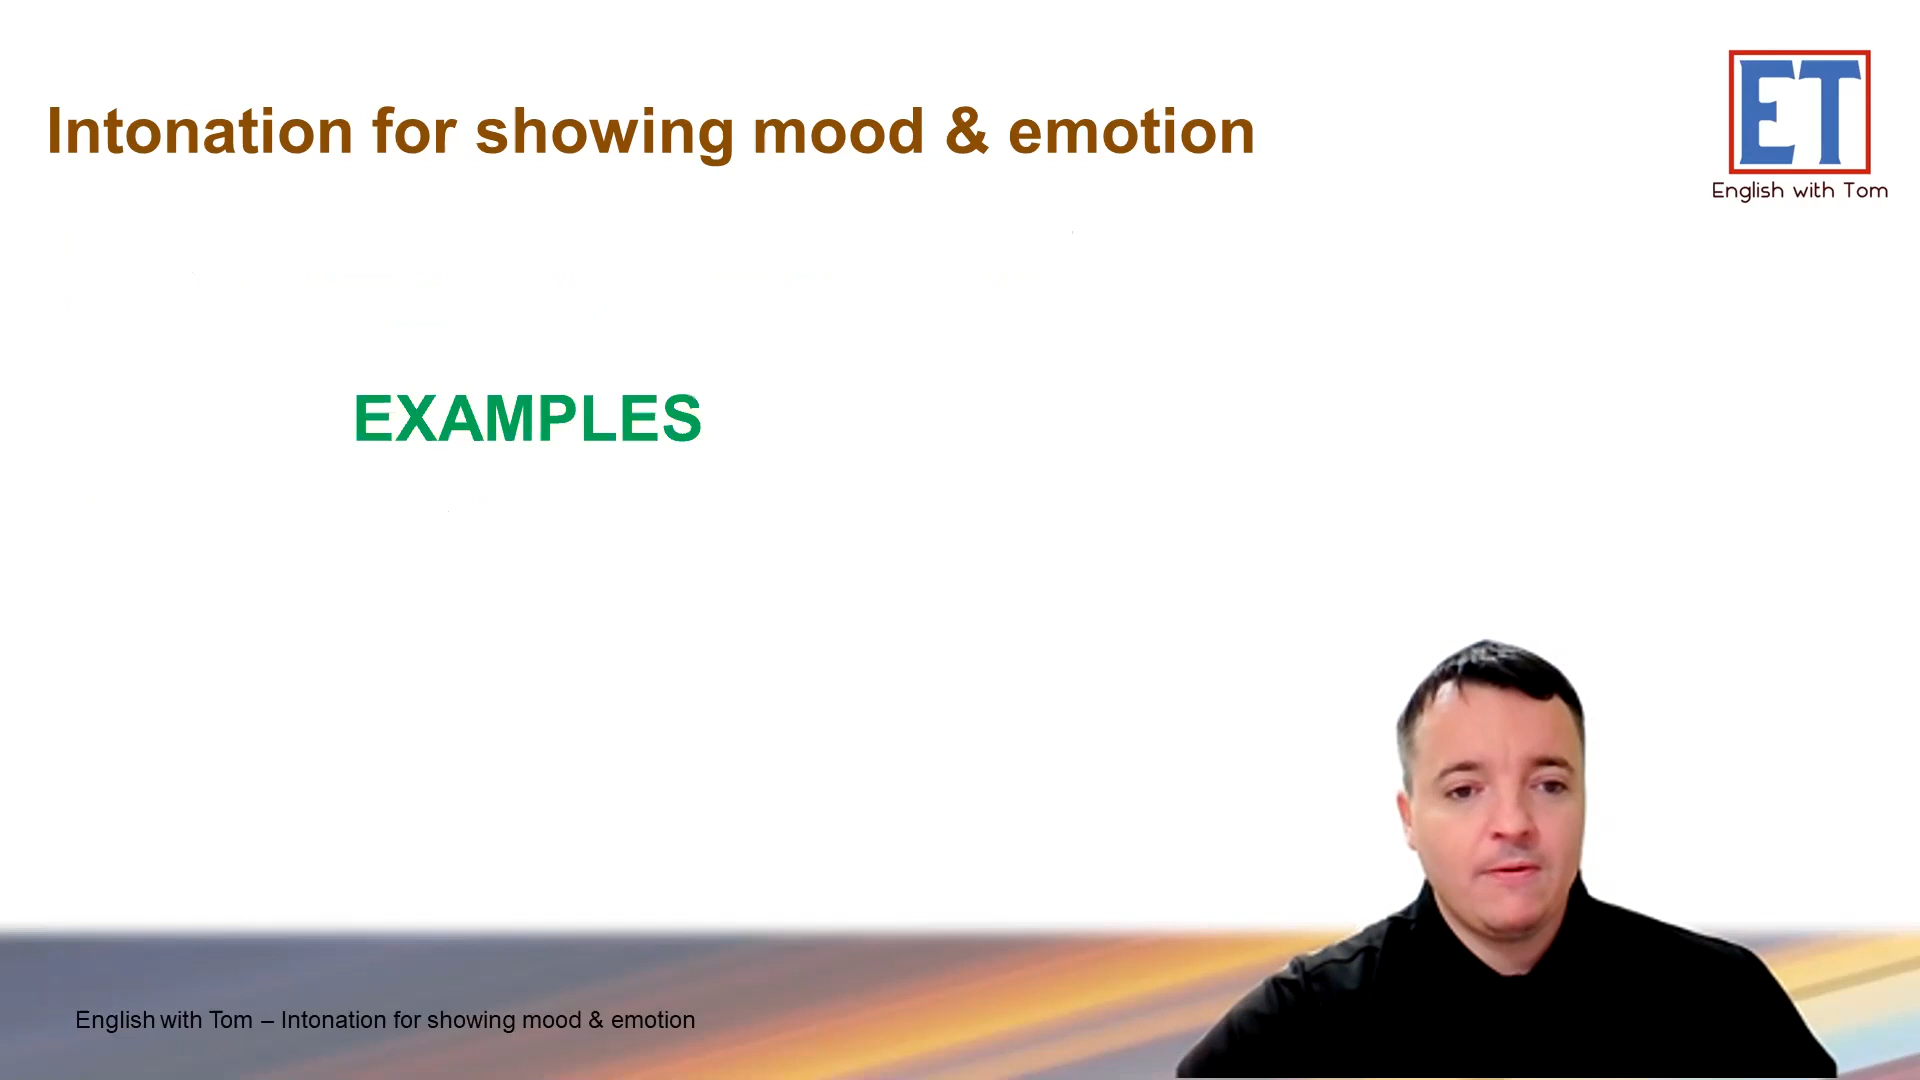 Intonation for showing mood & emotion
ET
English with Tom
EXAMPLES
English with Tom – Intonation for showing mood & emotion